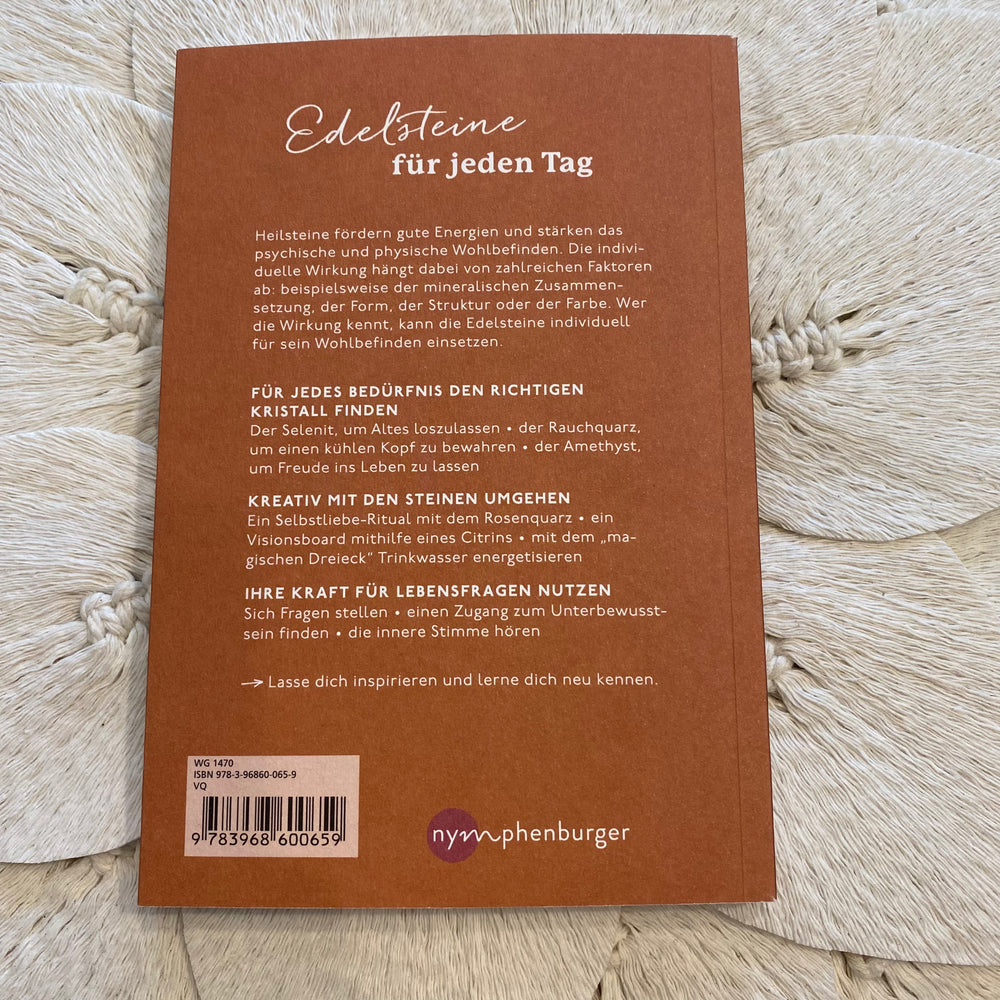 Edelsteine
für jeden Tag
Heilsteine fördern gute Energien und stärken das
psychische und physische Wohlbefinden. Die indivi-
duelle Wirkung hängt dabei von zahlreichen Faktoren
ab: beispielsweise der mineralischen Zusammen-
setzung, der Form, der Struktur oder der Farbe. Wer
die Wirkung kennt, kann die Edelsteine individuell
für sein Wohlbefinden einsetzen.
FÜR JEDES BEDÜRFNIS DEN RICHTIGEN
KRISTALL FINDEN
Der Selenit, um Altes loszulassen • der Rauchquarz,
um einen kühlen Kopf zu bewahren • der Amethyst,
um Freude ins Leben zu lassen
KREATIV MIT DEN STEINEN UMGEHEN
Ein Selbstliebe-Ritual mit dem Rosenquarz • ein
Visionsboard mithilfe eines Citrins • mit dem „ma-
gischen Dreieck“ Trinkwasser energetisieren
IHRE KRAFT FÜR LEBENSFRAGEN NUTZEN
Sich Fragen stellen • einen Zugang zum Unterbewusst-
sein finden • die innere Stimme hören
→ Lasse dich inspirieren und lerne dich neu kennen.
WG 1470
ISBN 978-3-96860-065-9
VQ
9 783968 600659
nymphenburger